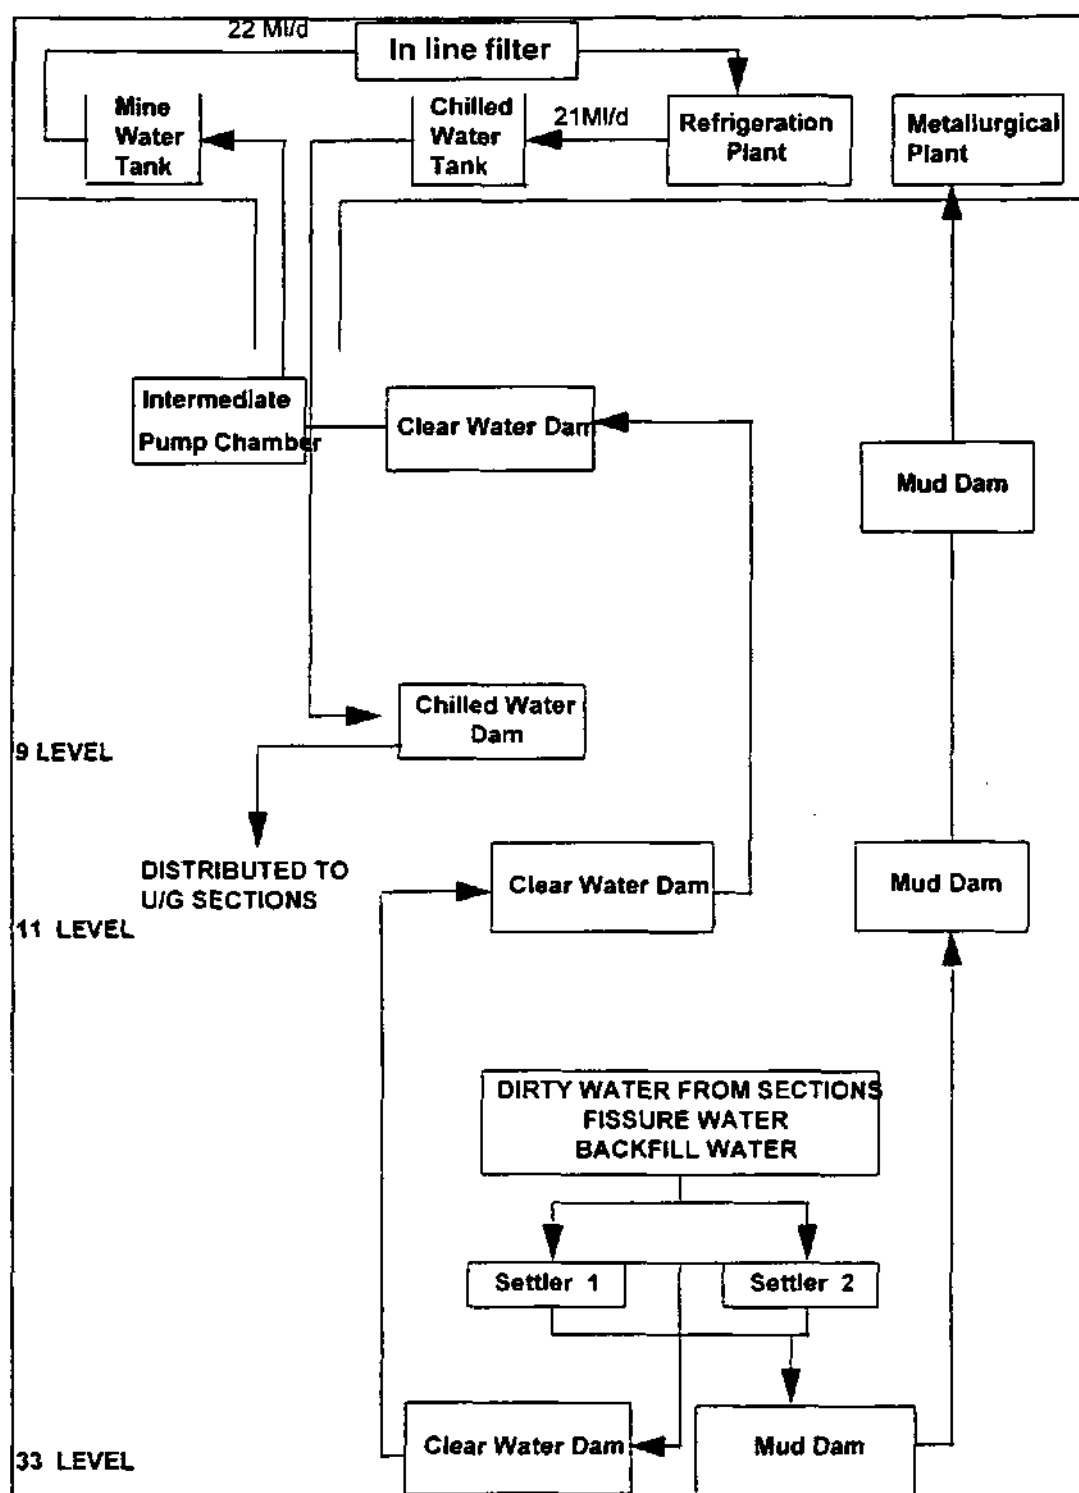 22 Ml/d
In line filter
Mine
Water
Tank
Chilled
Water
Tank
21Ml/d
Refrigeration
Plant
Metallurgical
Plant
Intermediate
Pump Chamber
Clear Water Dam
Mud Dam
Chilled Water
Dam
9 LEVEL
DISTRIBUTED TO
U/G SECTIONS
Clear Water Dam
Mud Dam
11 LEVEL
DIRTY WATER FROM SECTIONS
FISSURE WATER
BACKFILL WATER
Settler 1
Settler 2
Clear Water Dam
Mud Dam
33 LEVEL